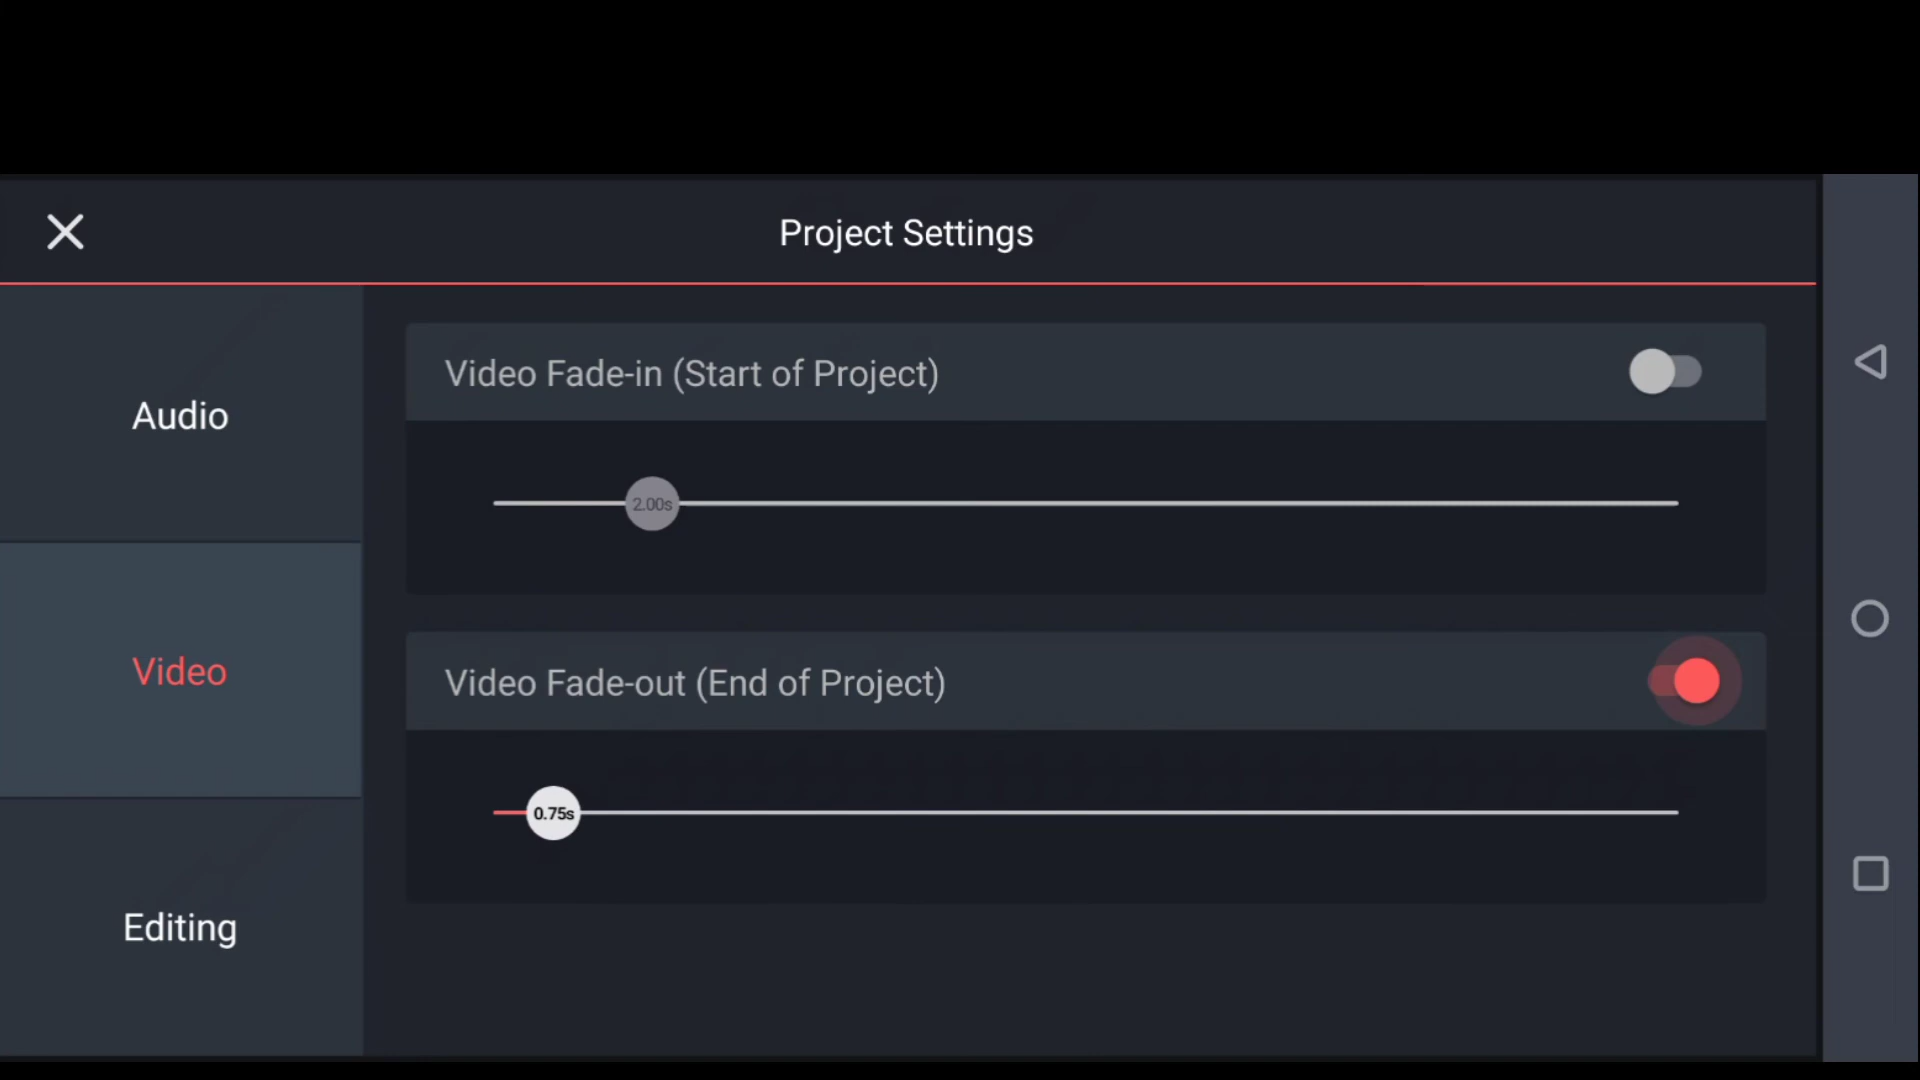 Project Settings
Audio
Video
Editing
Video Fade-in (Start of Project)
2.00s
Video Fade-out (End of Project)
0.75s